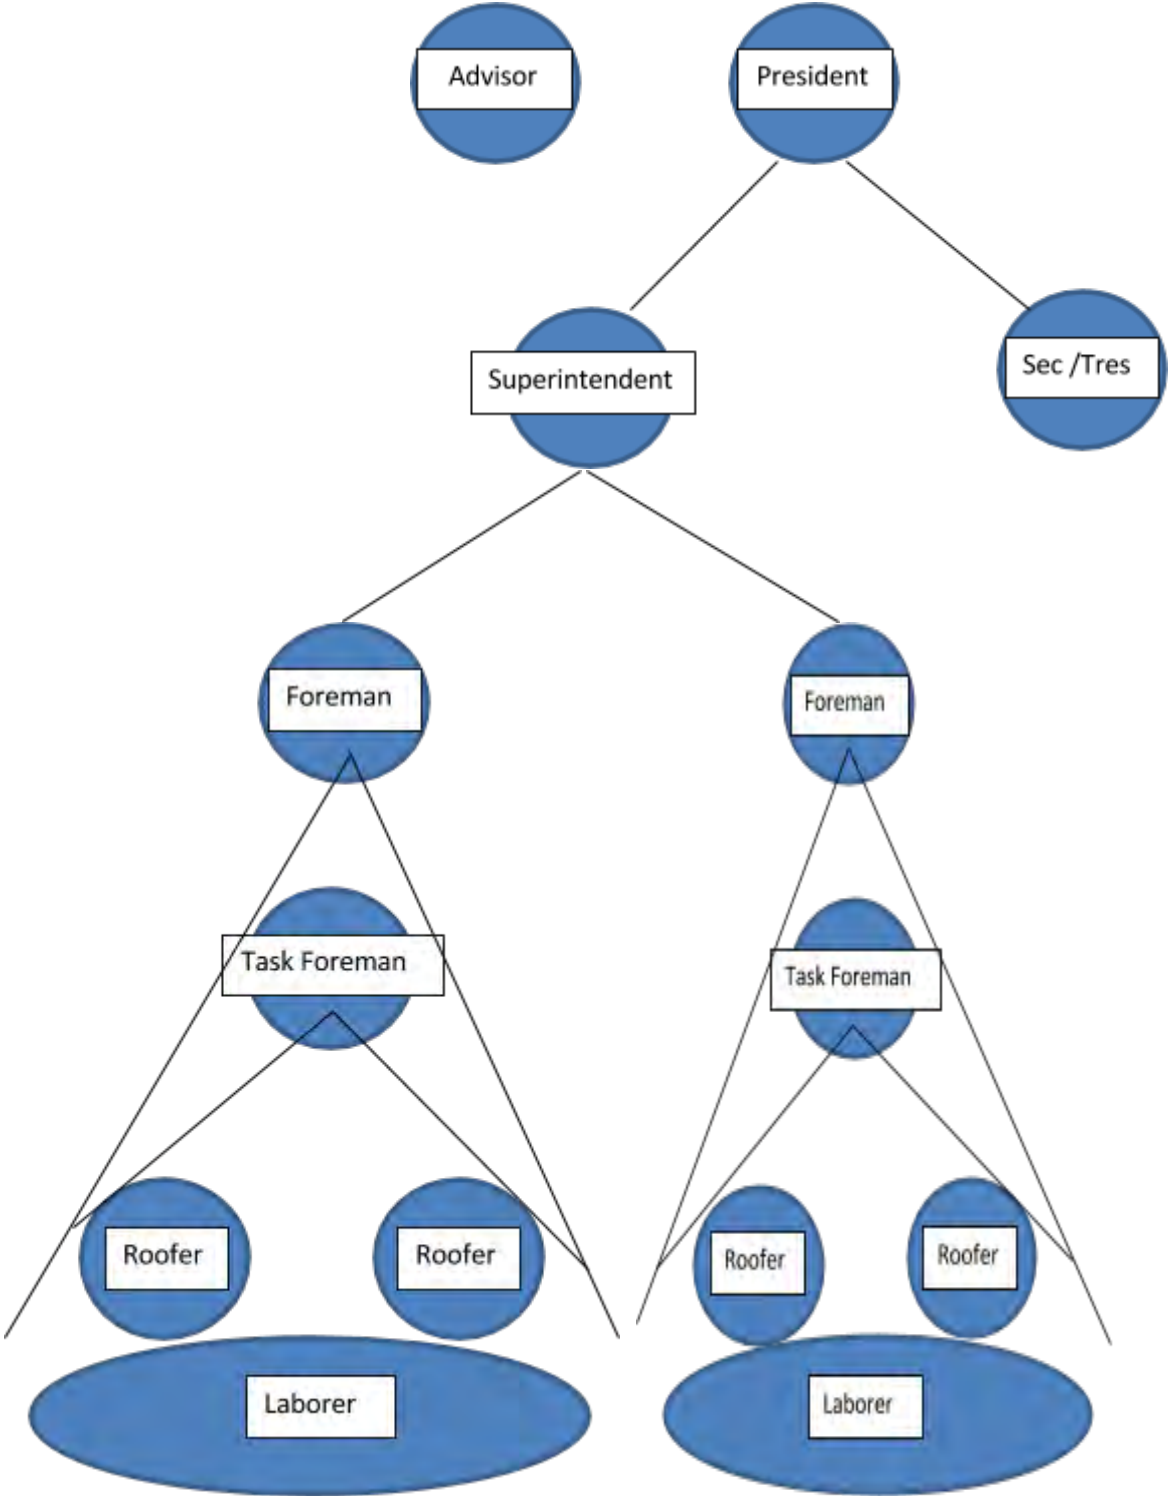 Advisor
President
Superintendent
Sec /Tres
Foreman
Foreman
Task Foreman
Task Foreman
Roofer
Roofer
Roofer
Roofer
Laborer
Laborer